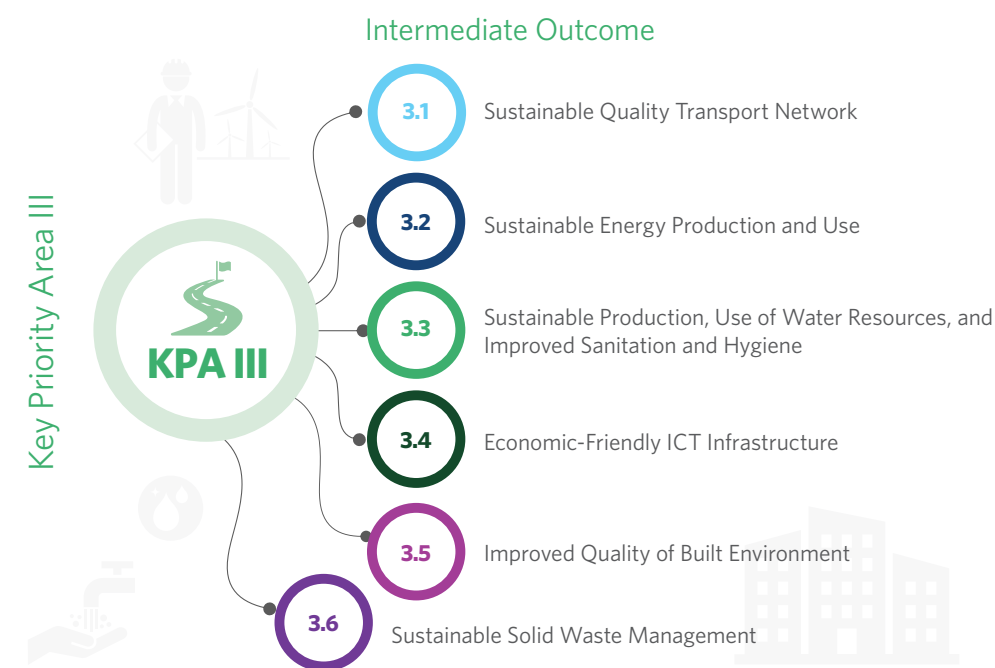 Intermediate Outcome
Key Priority Area III
KPA III
3.1
Sustainable Quality Transport Network
3.2
Sustainable Energy Production and Use
3.3
Sustainable Production, Use of Water Resources, and
Improved Sanitation and Hygiene
3.4
Economic-Friendly ICT Infrastructure
3.5
Improved Quality of Built Environment
3.6
Sustainable Solid Waste Management